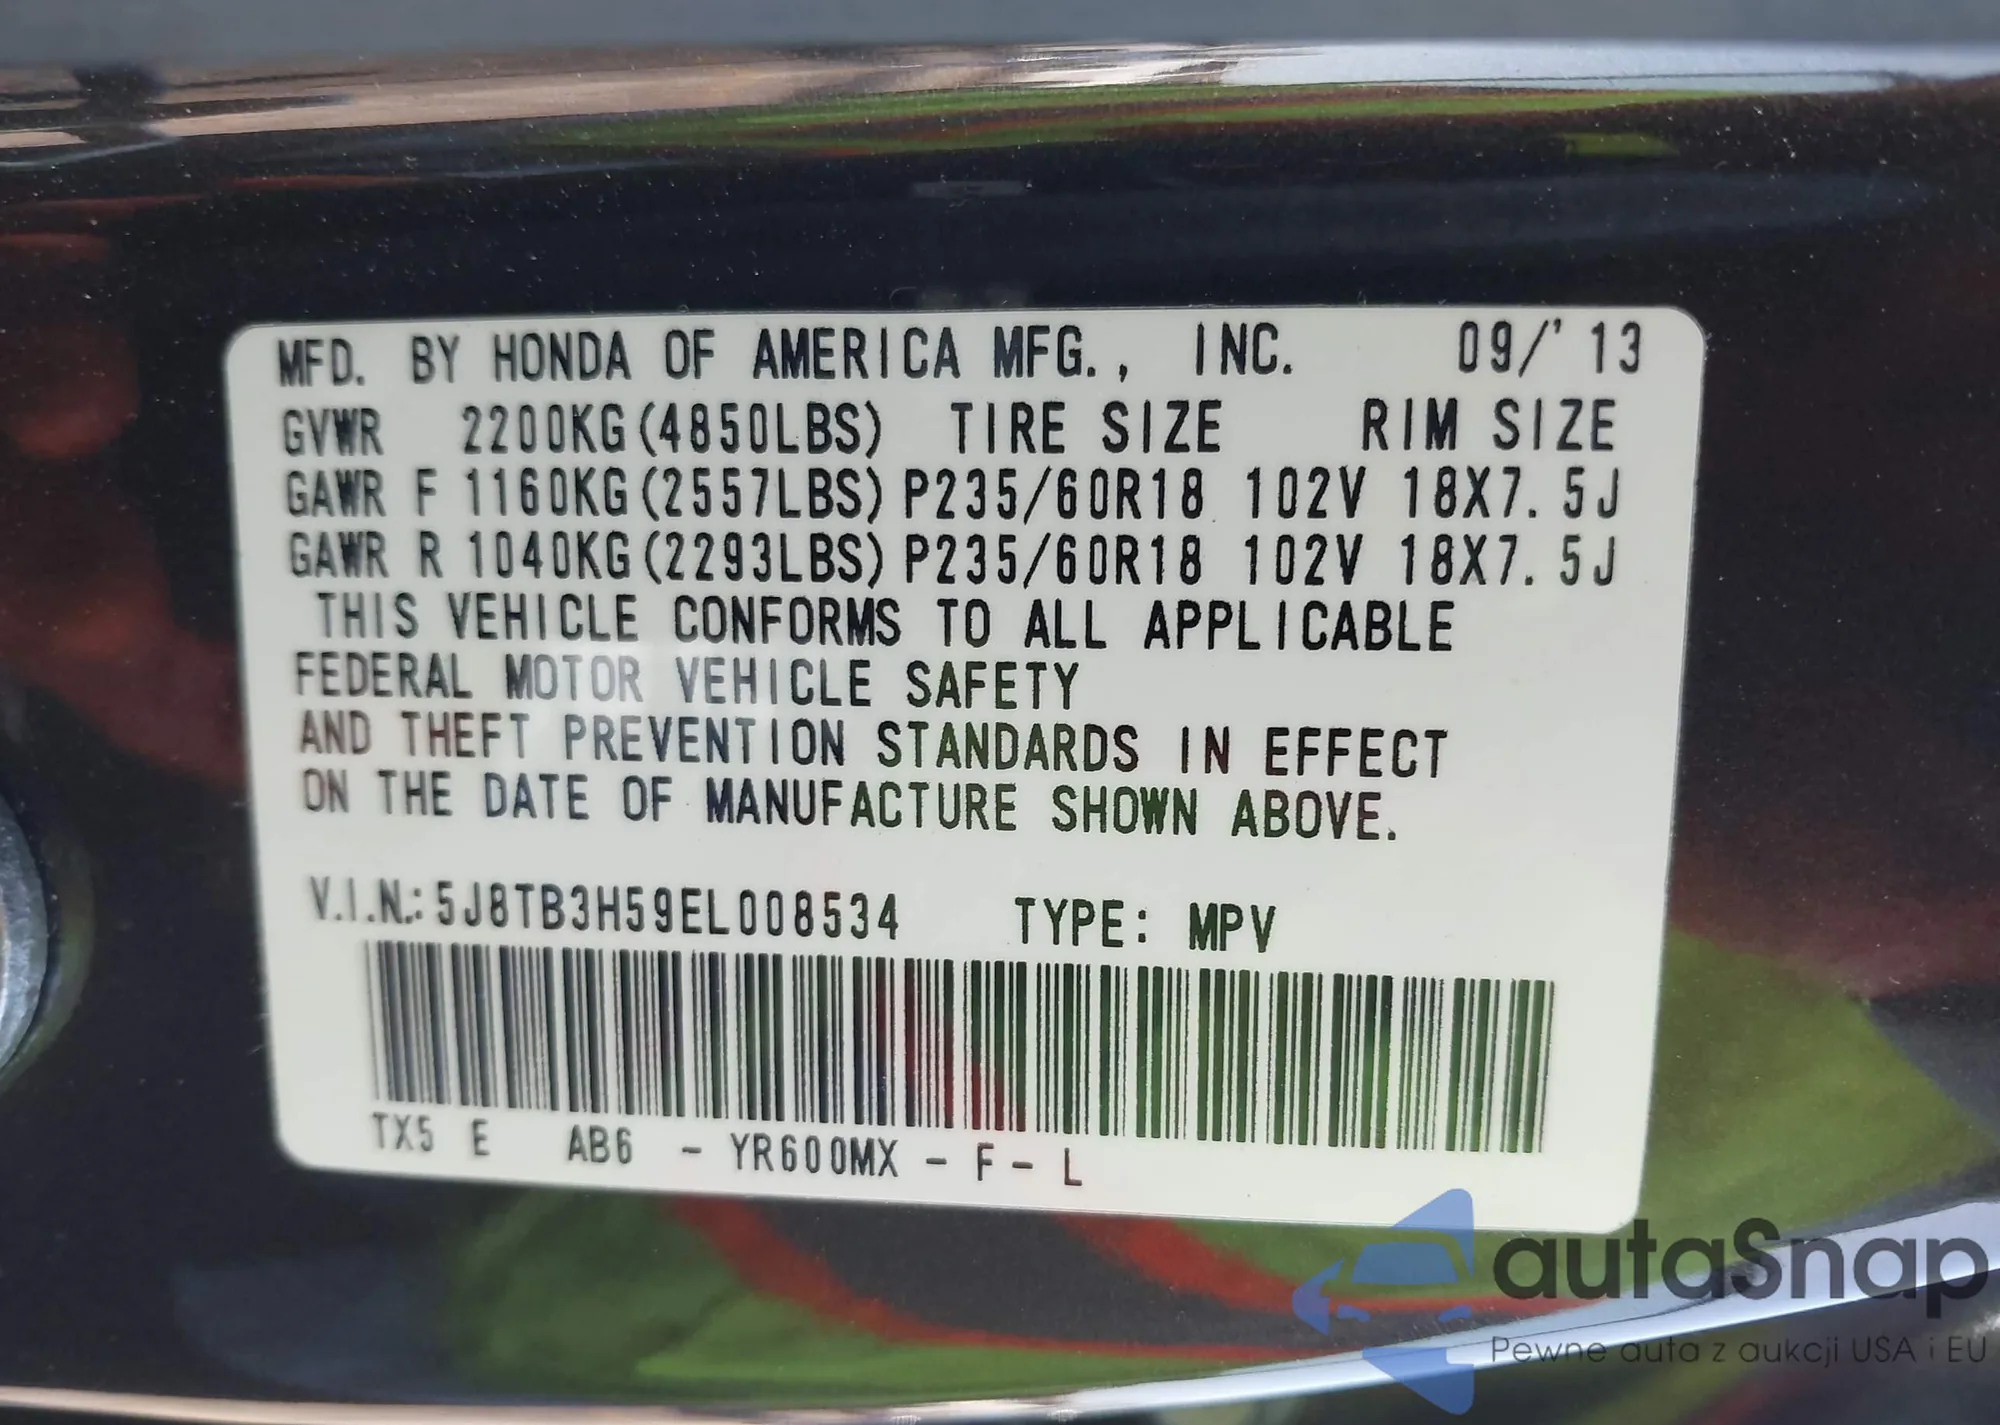 MFD. BY HONDA OF AMERICA MFG., INC. 09/'13
GVWR 2200KG(4850LBS) TIRE SIZE RIM SIZE
GAWR F 1160KG(2557LBS) P235/60R18 102V 18X7.5J
GAWR R 1040KG(2293LBS) P235/60R18 102V 18X7.5J
THIS VEHICLE CONFORMS TO ALL APPLICABLE
FEDERAL MOTOR VEHICLE SAFETY
AND THEFT PREVENTION STANDARDS IN EFFECT
ON THE DATE OF MANUFACTURE SHOWN ABOVE.
V.I.N.: 5J8TB3H59EL008534 TYPE: MPV
TX5 E AB6 - YR600MX - F - L
autaSnap
Pewne auta z aukcji USA i EU